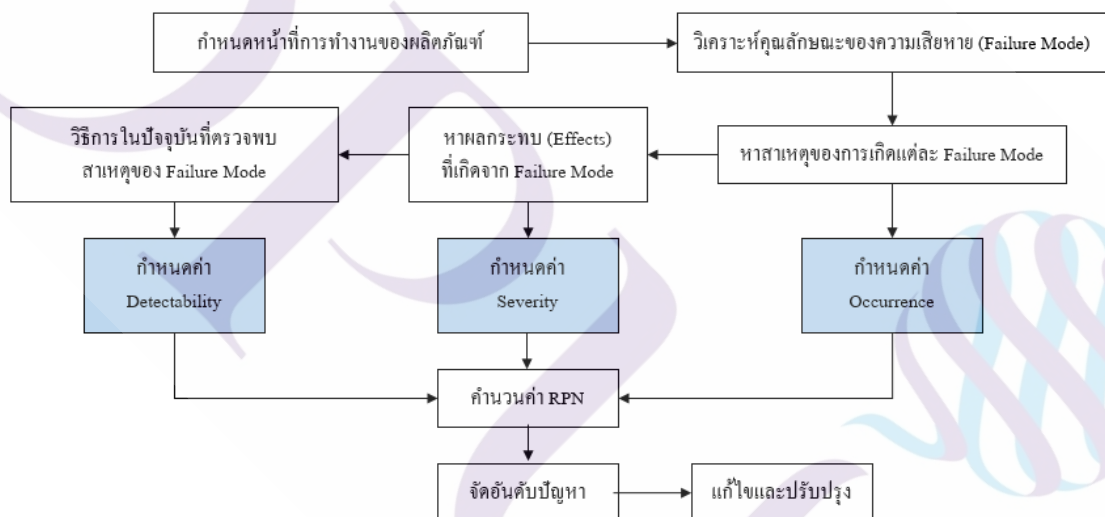 กำหนดหน้าที่การทำงานของผลิตภัณฑ์
วิเคราะห์คุณลักษณะของความเสียหาย (Failure Mode)
วิธีการในปัจจุบันที่ตรวจพบ
สาเหตุของ Failure Mode
หาผลกระทบ (Effects)
ที่เกิดจาก Failure Mode
หาสาเหตุของการเกิดแต่ละ Failure Mode
กำหนดค่า
Detectability
กำหนดค่า
Severity
กำหนดค่า
Occurrence
คำนวนค่า RPN
จัดอันดับปัญหา
แก้ไขและปรับปรุง